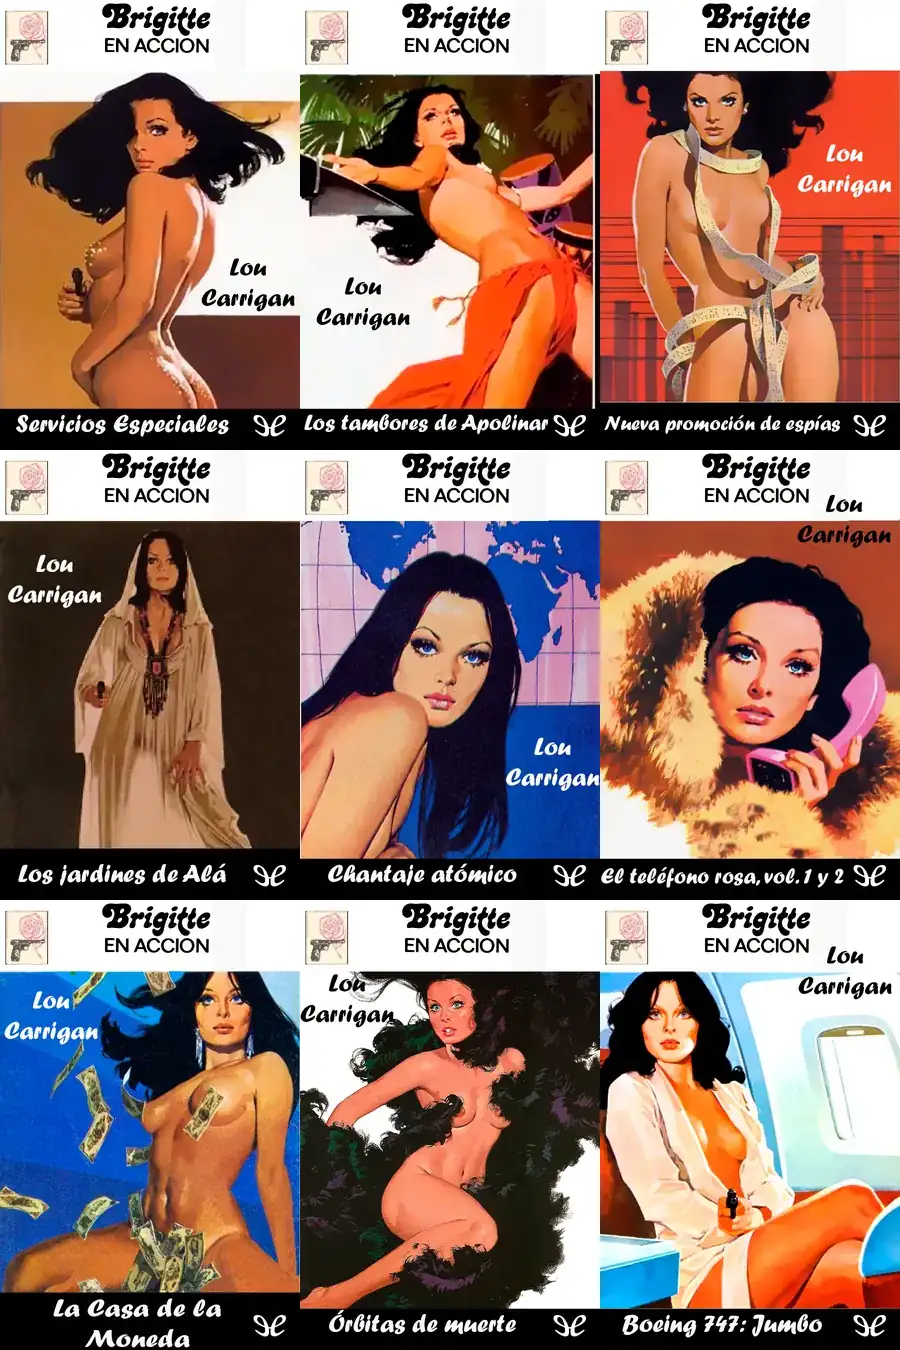 Brigitte
EN ACCION
Lou
Carrigan
Servicios Especiales
Brigitte
EN ACCION
Lou
Carrigan
Los tambores de Apolinar
Brigitte
EN ACCION
Lou
Carrigan
Nueva promoción de espías
Brigitte
EN ACCION
Lou
Carrigan
Los jardines de Alá
Brigitte
EN ACCION
Lou
Carrigan
Chantaje atómico
Brigitte
EN ACCION
Lou
Carrigan
El teléfono rosa, vol. 1 y 2
Brigitte
EN ACCION
Lou
Carrigan
La Casa de la
Moneda
Brigitte
EN ACCION
Lou
Carrigan
Órbitas de muerte
Brigitte
EN ACCION
Lou
Carrigan
Boeing 747: Jumbo